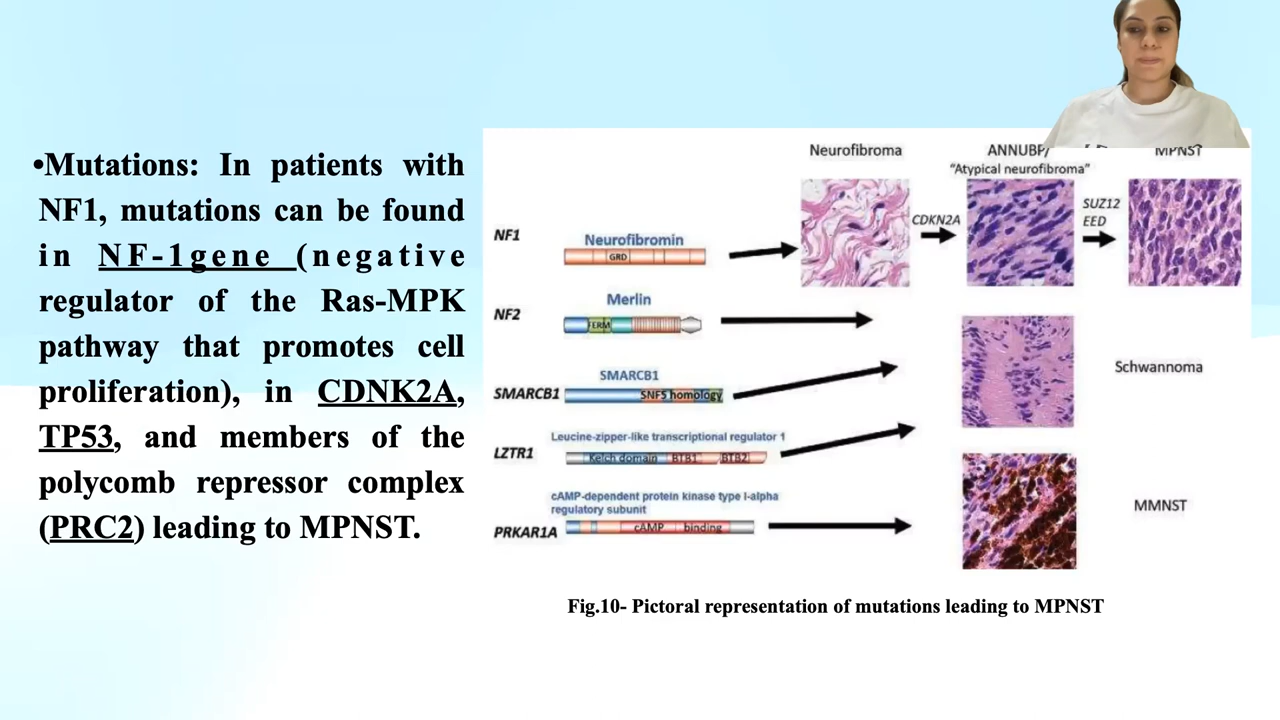 •Mutations: In patients with
NF1, mutations can be found
in NF-1gene (negative
regulator of the Ras-MPK
pathway that promotes cell
proliferation), in CDNK2A,
TP53, and members of the
polycomb repressor complex
(PRC2) leading to MPNST.
Neurofibroma
ANNUBP/
"Atypical neurofibroma"
MPNST
NF1
Neurofibromin
GRD
CDKN2A
SUZ12
EED
NF2
Merlin
FERM
SMARCB1
SMARCB1
SNF5 homology
Schwannoma
LZTR1
Leucine-zipper-like transcriptional regulator 1
Kelch domain BTB1 BTB2
PRKAR1A
cAMP-dependent protein kinase type I-alpha
regulatory subunit
cAMP binding
MMNST
Fig.10- Pictoral representation of mutations leading to MPNST